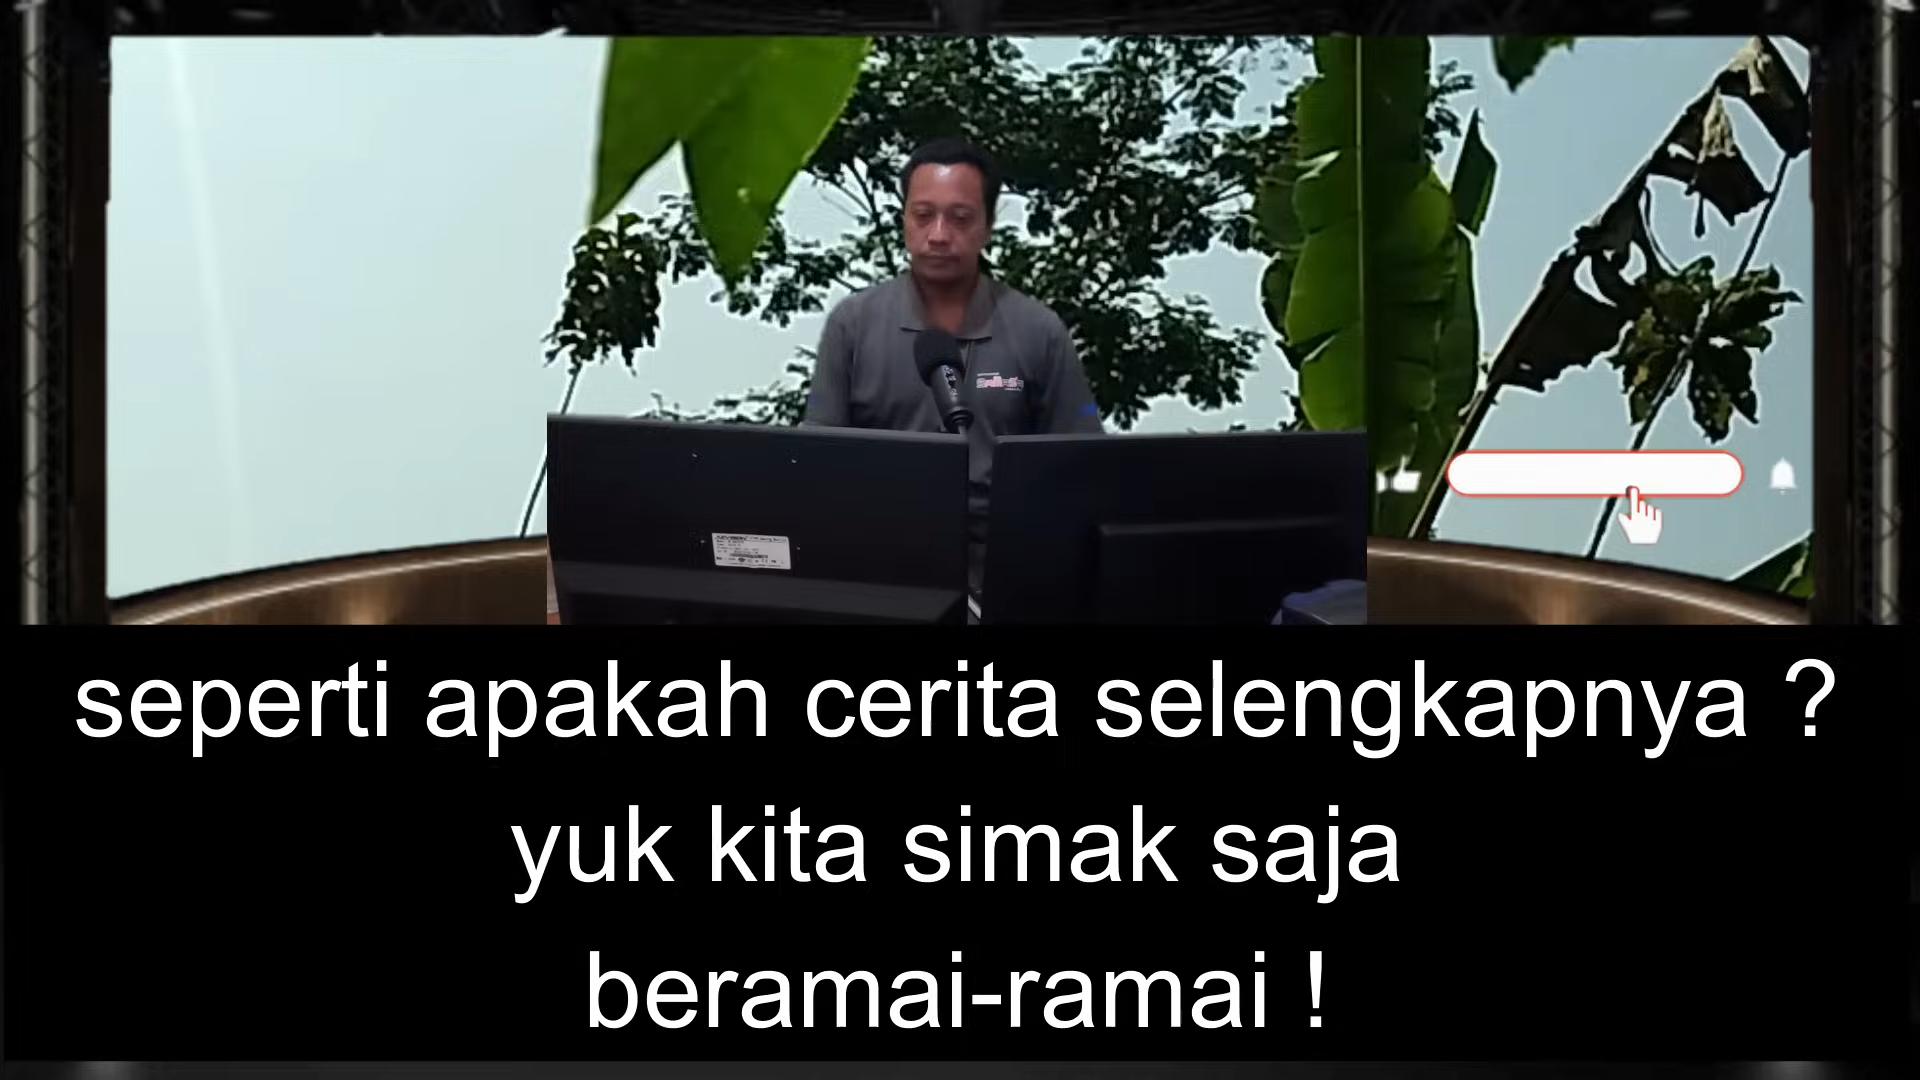 seperti apakah cerita selengkapnya ?
yuk kita simak saja
beramai-ramai !